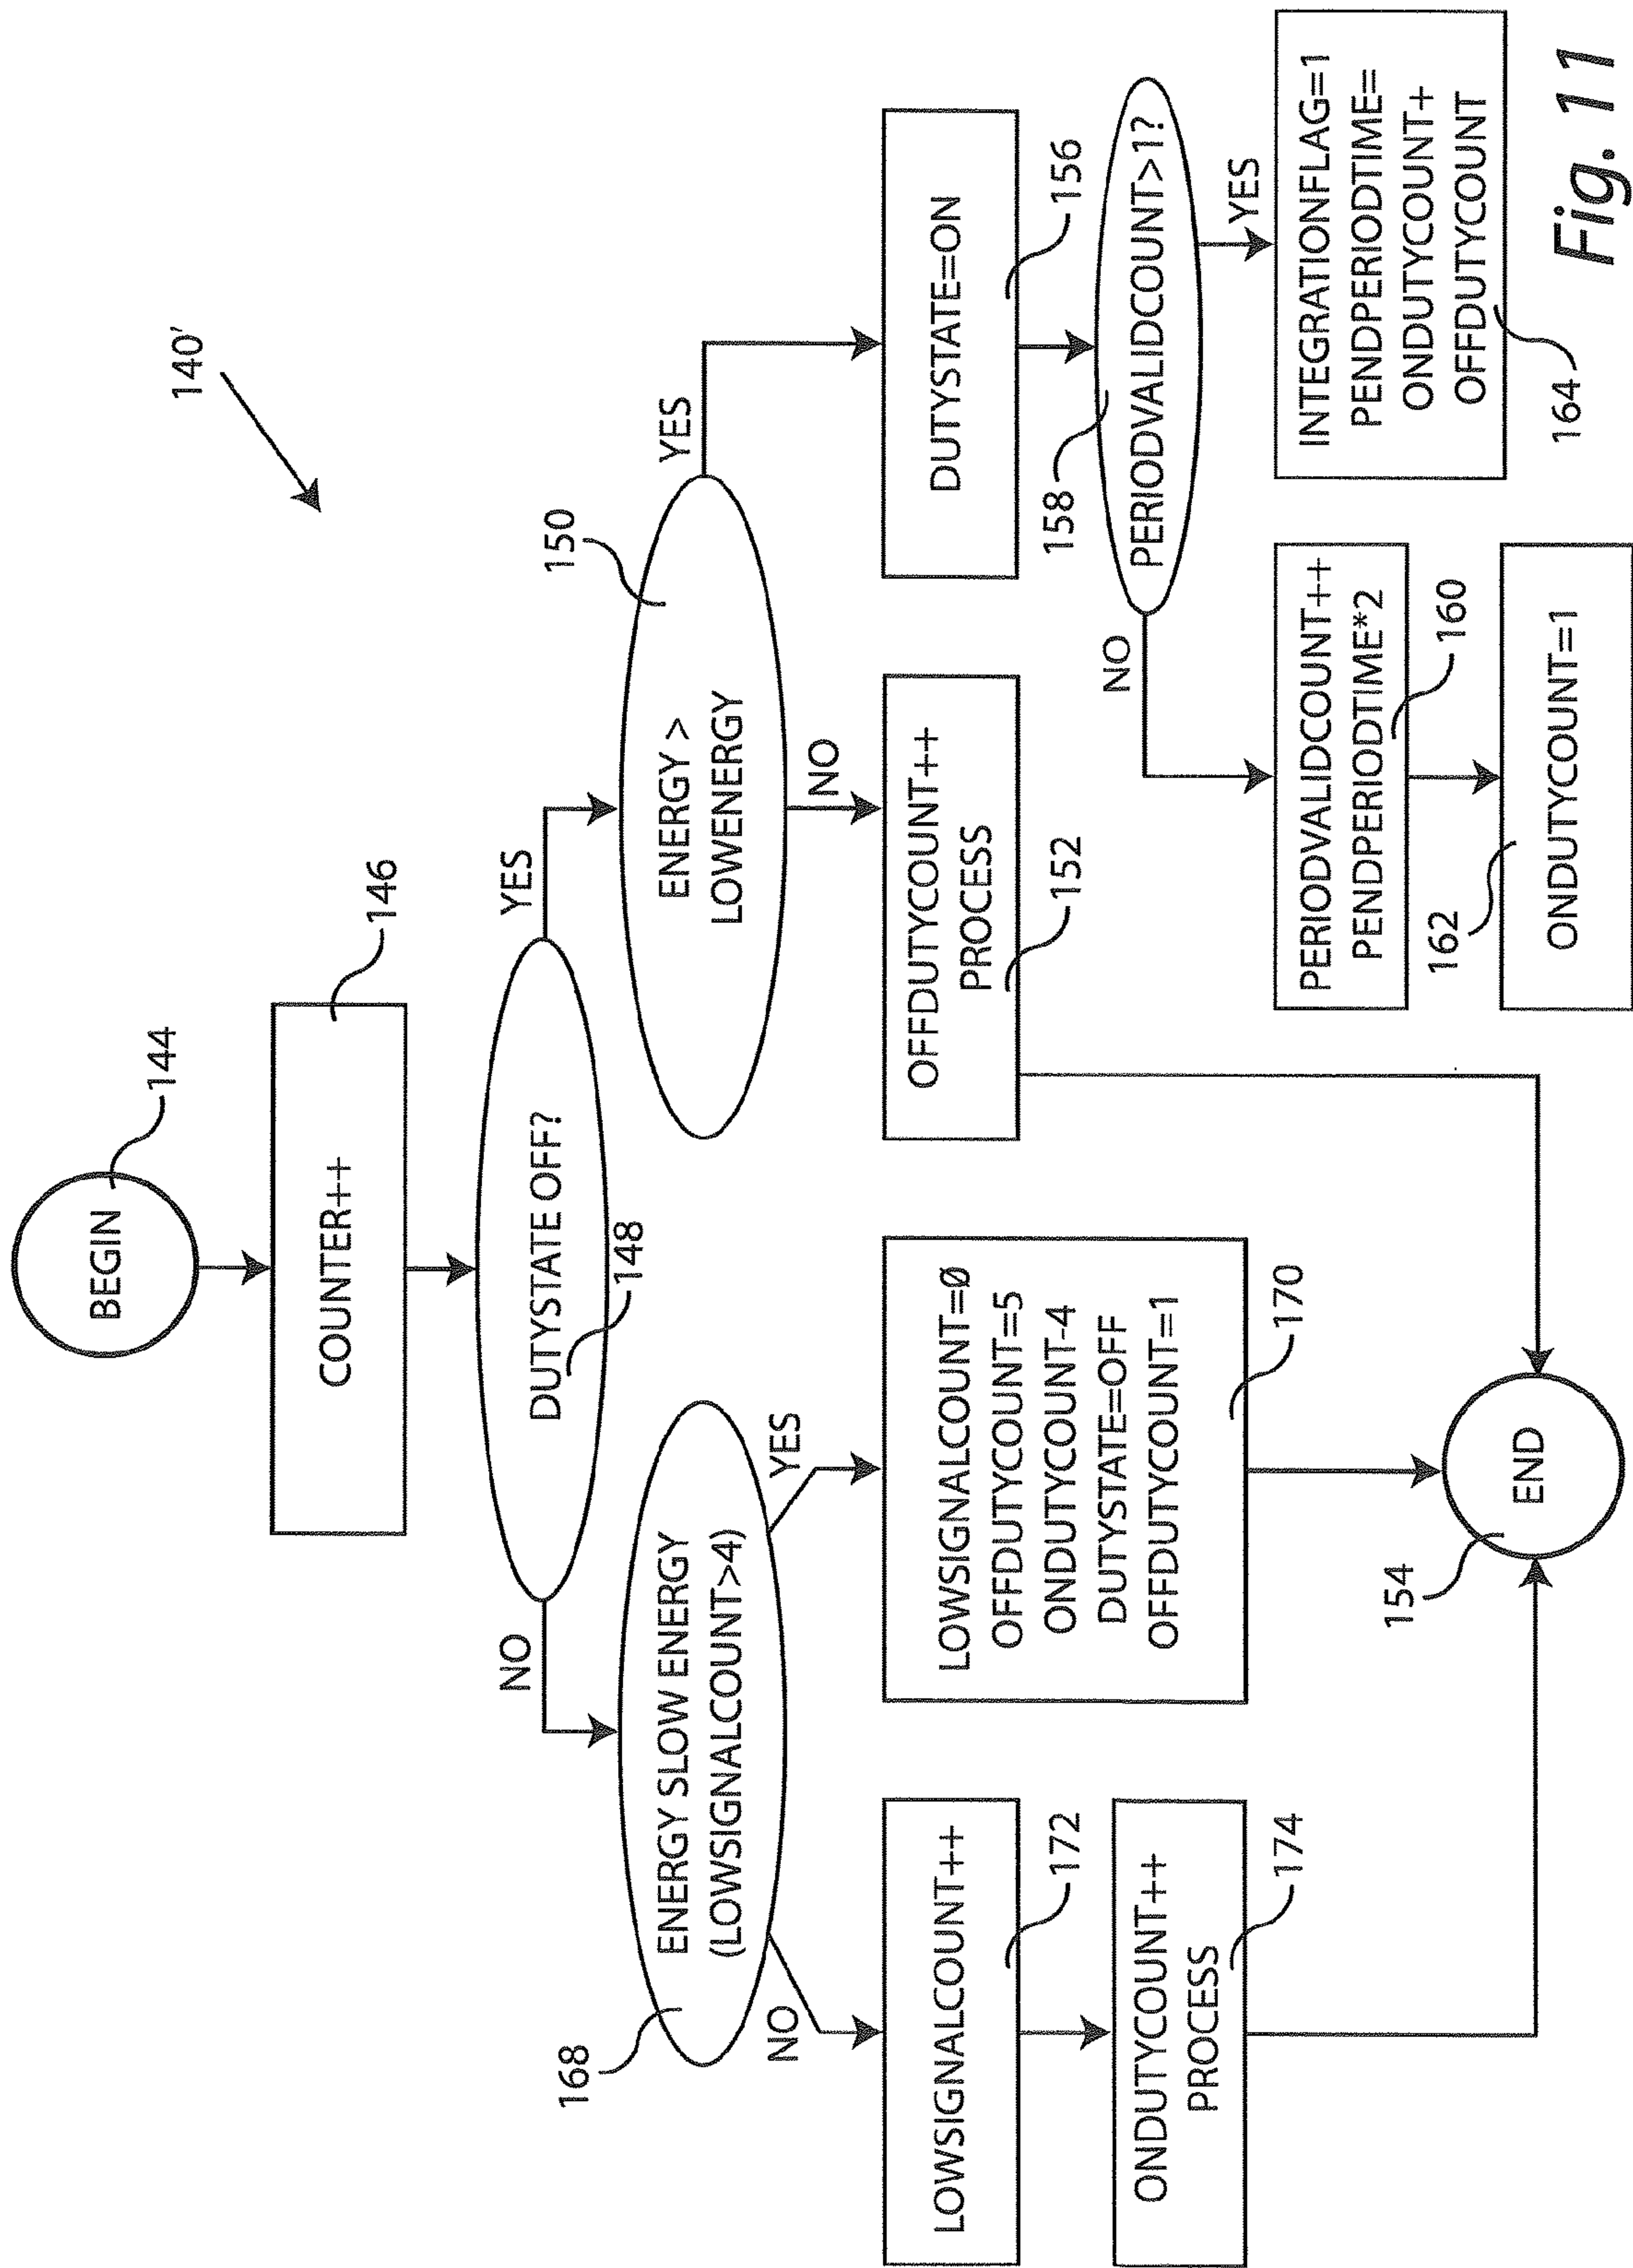 140'
BEGIN
144
COUNTER++
146
DUTYSTATE OFF?
148
NO
YES
ENERGY SLOW ENERGY
(LOWSIGNALCOUNT>4)
168
ENERGY >
LOWENERGY
150
NO
YES
NO
YES
LOWSIGNALCOUNT++
172
LOWSIGNALCOUNT=Ø
OFFDUTYCOUNT=5
ONDUTYCOUNT-4
DUTYSTATE=OFF
OFFDUTYCOUNT=1
170
OFFDUTYCOUNT++
PROCESS
152
DUTYSTATE=ON
156
ONDUTYCOUNT++
PROCESS
174
158
PERIODVALIDCOUNT>1?
NO
YES
PERIODVALIDCOUNT++
PENDPERIODTIME*2
160
INTEGRATIONFLAG=1
PENDPERIODTIME=
ONDUTYCOUNT+
OFFDUTYCOUNT
164
162
ONDUTYCOUNT=1
END
154
Fig. 11